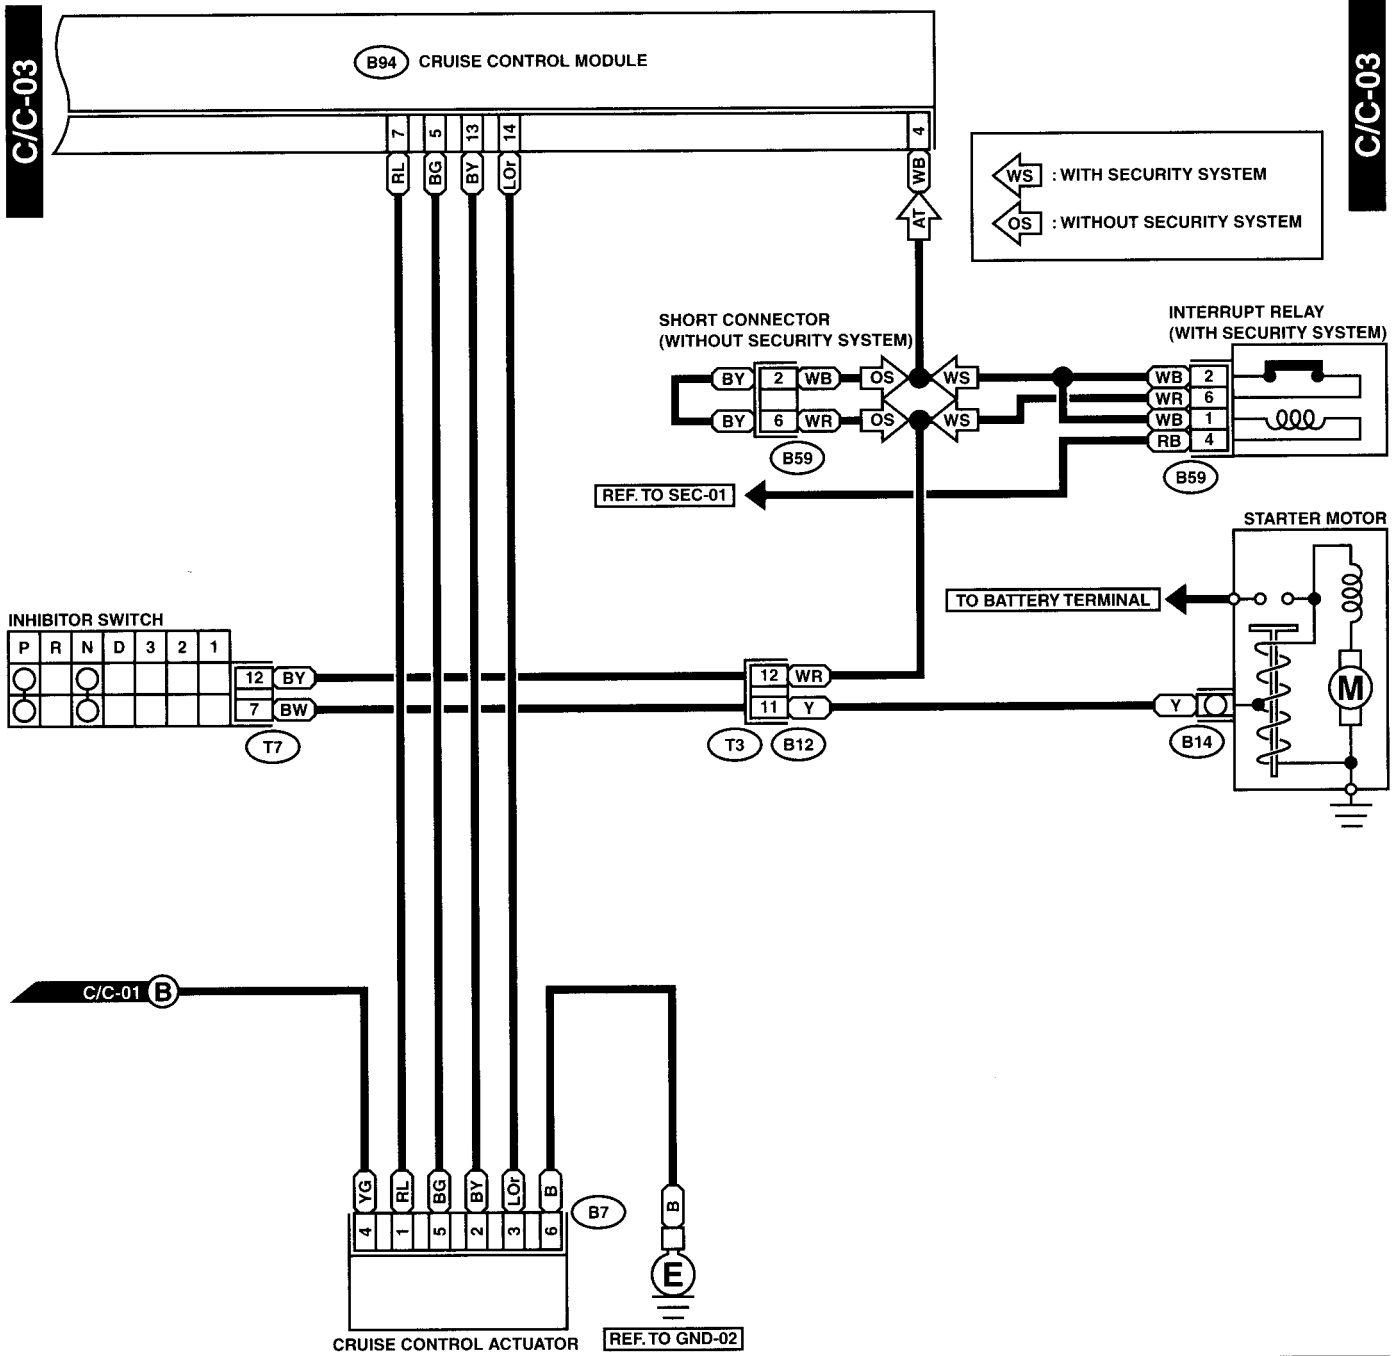 C/C-03
C/C-03
B94 CRUISE CONTROL MODULE
7 5 13 14 4
RL BG BY LOr WB
AT
WS : WITH SECURITY SYSTEM
OS : WITHOUT SECURITY SYSTEM
SHORT CONNECTOR
(WITHOUT SECURITY SYSTEM)
INTERRUPT RELAY
(WITH SECURITY SYSTEM)
BY 2 WB OS WS WB 2
WR 6
BY 6 WR OS WS WB 1
RB 4
B59
B59
REF. TO SEC-01
STARTER MOTOR
TO BATTERY TERMINAL
INHIBITOR SWITCH
P R N D 3 2 1
12 BY 12 WR
7 BW 11 Y Y
M
T7 T3 B12 B14
C/C-01 B
YG RL BG BY LOr B B
4 1 5 2 3 6
B7
E
CRUISE CONTROL ACTUATOR
REF. TO GND-02